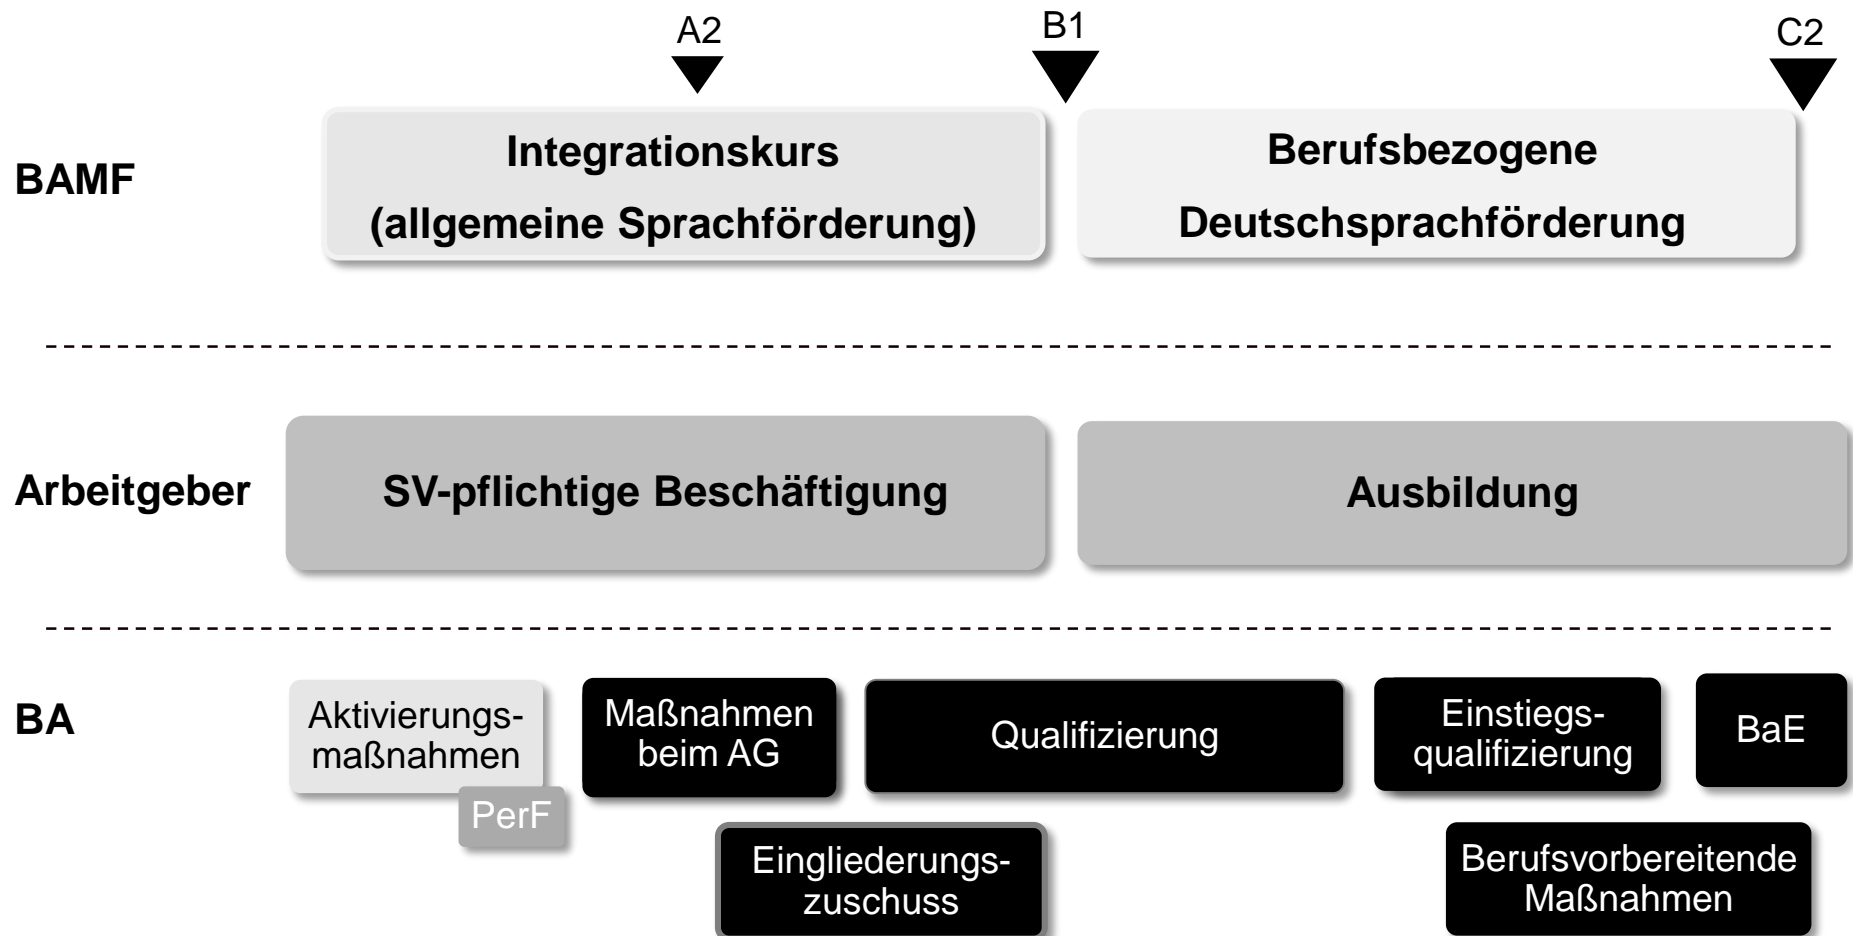 A2
B1
C2
BAMF
Integrationskurs
(allgemeine Sprachförderung)
Berufsbezogene
Deutschsprachförderung
Arbeitgeber
SV-pflichtige Beschäftigung
Ausbildung
BA
Aktivierungs-
maßnahmen
PerF
Maßnahmen
beim AG
Qualifizierung
Einstiegs-
qualifizierung
BaE
Eingliederungs-
zuschuss
Berufsvorbereitende
Maßnahmen